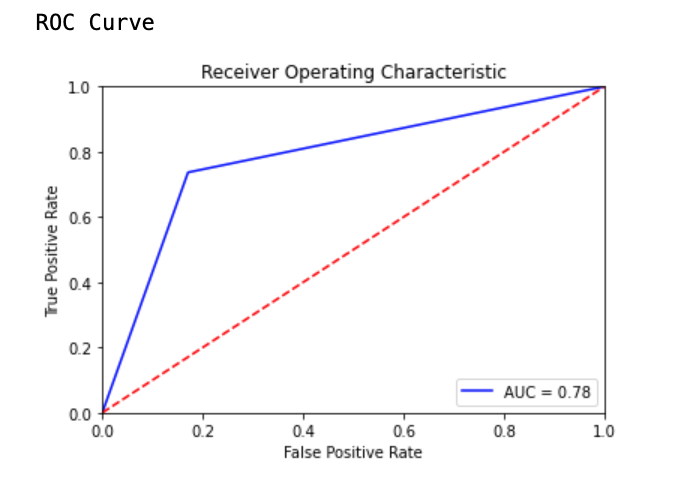 ROC Curve
Receiver Operating Characteristic
1.0
0.8
0.6
0.4
0.2
0.0
True Positive Rate
AUC = 0.78
0.0 0.2 0.4 0.6 0.8 1.0
False Positive Rate